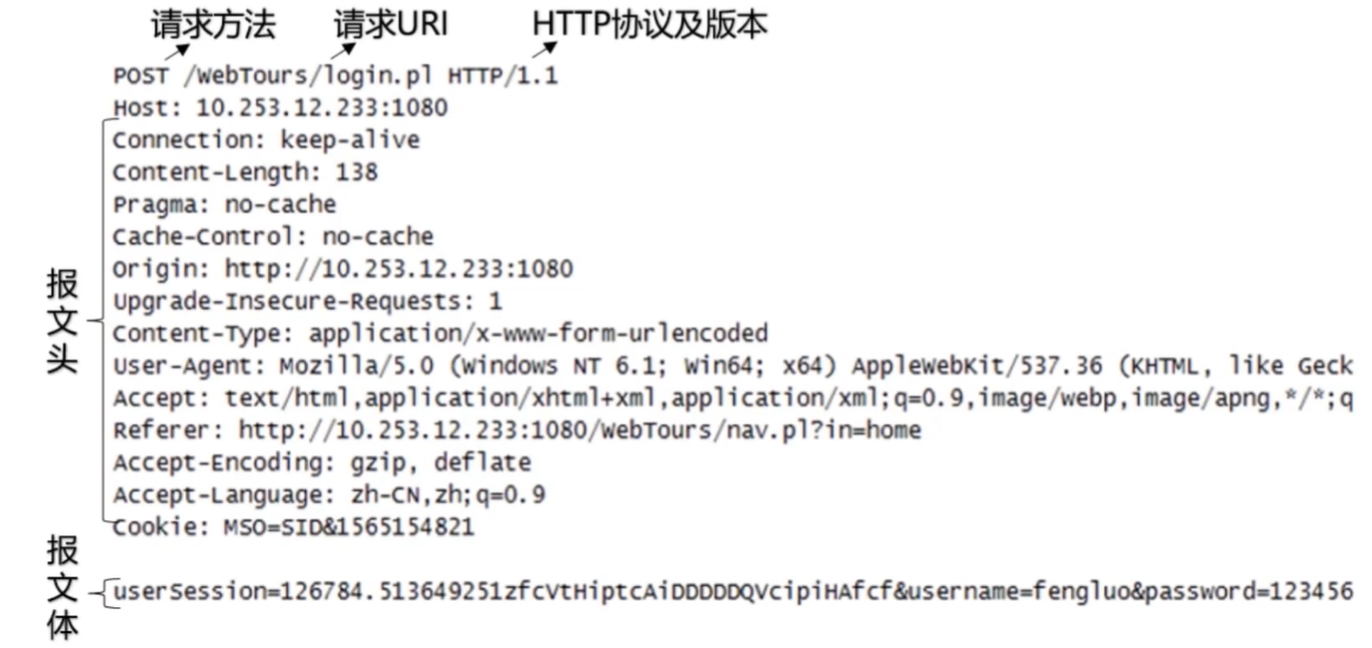 请求方法 请求URI HTTP协议及版本
POST /WebTours/login.pl HTTP/1.1
Host: 10.253.12.233:1080
Connection: keep-alive
Content-Length: 138
Pragma: no-cache
Cache-Control: no-cache
Origin: http://10.253.12.233:1080
Upgrade-Insecure-Requests: 1
Content-Type: application/x-www-form-urlencoded
User-Agent: Mozilla/5.0 (Windows NT 6.1; Win64; x64) AppleWebKit/537.36 (KHTML, like Geck
Accept: text/html,application/xhtml+xml,application/xml;q=0.9,image/webp,image/apng,*/*;q
Referer: http://10.253.12.233:1080/WebTours/nav.pl?in=home
Accept-Encoding: gzip, deflate
Accept-Language: zh-CN,zh;q=0.9
Cookie: MSO=SID&1565154821
报文头
userSession=126784.513649251zfcVtHiptcAiDDDDDQVcipiHAfcf&username=fengluo&password=123456
报文体